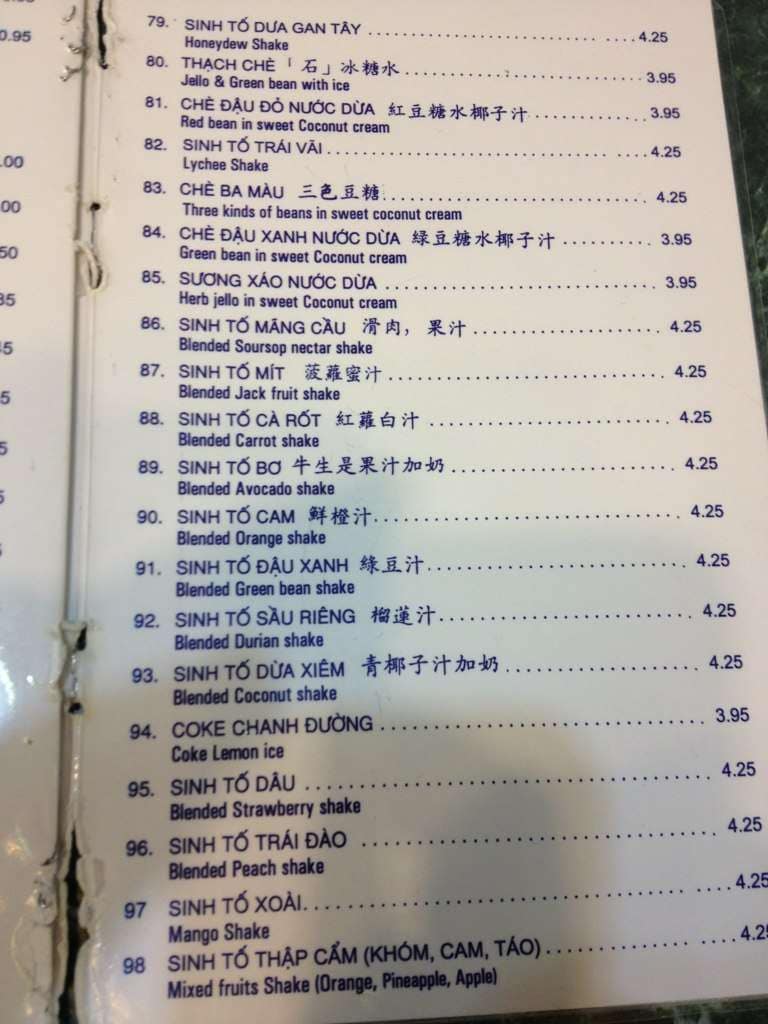 0.95
.00
00
50
79. SINH TỐ DƯA GAN TÂY .......... 4.25
Honeydew Shake
80. THẠCH CHÈ「石」冰糖水 .......... 3.95
Jello & Green bean with ice
81. CHÈ ĐẬU ĐỎ NƯỚC DỪA 紅豆糖水椰子汁 .......... 3.95
Red bean in sweet Coconut cream
82. SINH TỐ TRÁI VÃI .......... 4.25
Lychee Shake
83. CHÈ BA MÀU 三色豆糖 .......... 4.25
Three kinds of beans in sweet coconut cream
84. CHÈ ĐẬU XANH NƯỚC DỪA 綠豆糖水椰子汁 .......... 3.95
Green bean in sweet Coconut cream
85. SƯƠNG XÁO NƯỚC DỪA .......... 3.95
Herb jello in sweet Coconut cream
86. SINH TỐ MÃNG CẦU 滑肉，果汁 .......... 4.25
Blended Soursop nectar shake
87. SINH TỐ MÍT 菠蘿蜜汁 .......... 4.25
Blended Jack fruit shake
88. SINH TỐ CÀ RỐT 紅蘿白汁 .......... 4.25
Blended Carrot shake
89. SINH TỐ BƠ 牛生是果汁加奶 .......... 4.25
Blended Avocado shake
90. SINH TỐ CAM 鮮橙汁 .......... 4.25
Blended Orange shake
91. SINH TỐ ĐẬU XANH 綠豆汁 .......... 4.25
Blended Green bean shake
92. SINH TỐ SẦU RIÊNG 榴蓮汁 .......... 4.25
Blended Durian shake
93. SINH TỐ DỪA XIÊM 青椰子汁加奶 .......... 4.25
Blended Coconut shake
94. COKE CHANH ĐƯỜNG .......... 3.95
Coke Lemon ice
95. SINH TỐ DÂU .......... 4.25
Blended Strawberry shake
96. SINH TỐ TRÁI ĐÀO .......... 4.25
Blended Peach shake
97 SINH TỐ XOÀI .......... 4.25
Mango Shake
98 SINH TỐ THẬP CẨM (KHÓM, CAM, TÁO) .......... 4.2
Mixed fruits Shake (Orange, Pineapple, Apple)